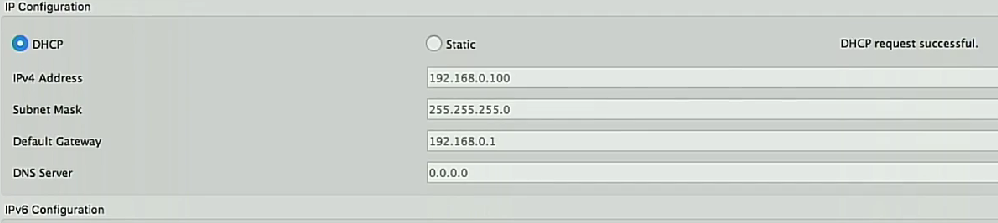 IP Configuration
DHCP Static DHCP request successful.
IPv4 Address 192.168.0.100
Subnet Mask 255.255.255.0
Default Gateway 192.168.0.1
DNS Server 0.0.0.0
IPv6 Configuration